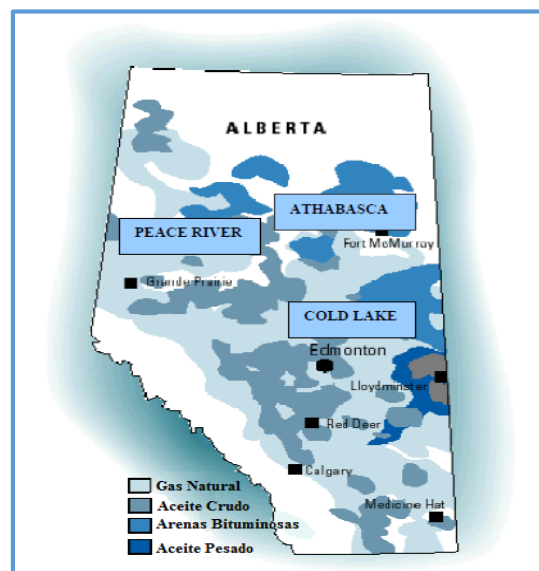 ALBERTA
ATHABASCA
PEACE RIVER
Fort McMurray
Grande Prairie
COLD LAKE
Edmonton
Lloydminster
Red Deer
Calgary
Gas Natural
Aceite Crudo
Medicine Hat
Arenas Bituminosas
Aceite Pesado